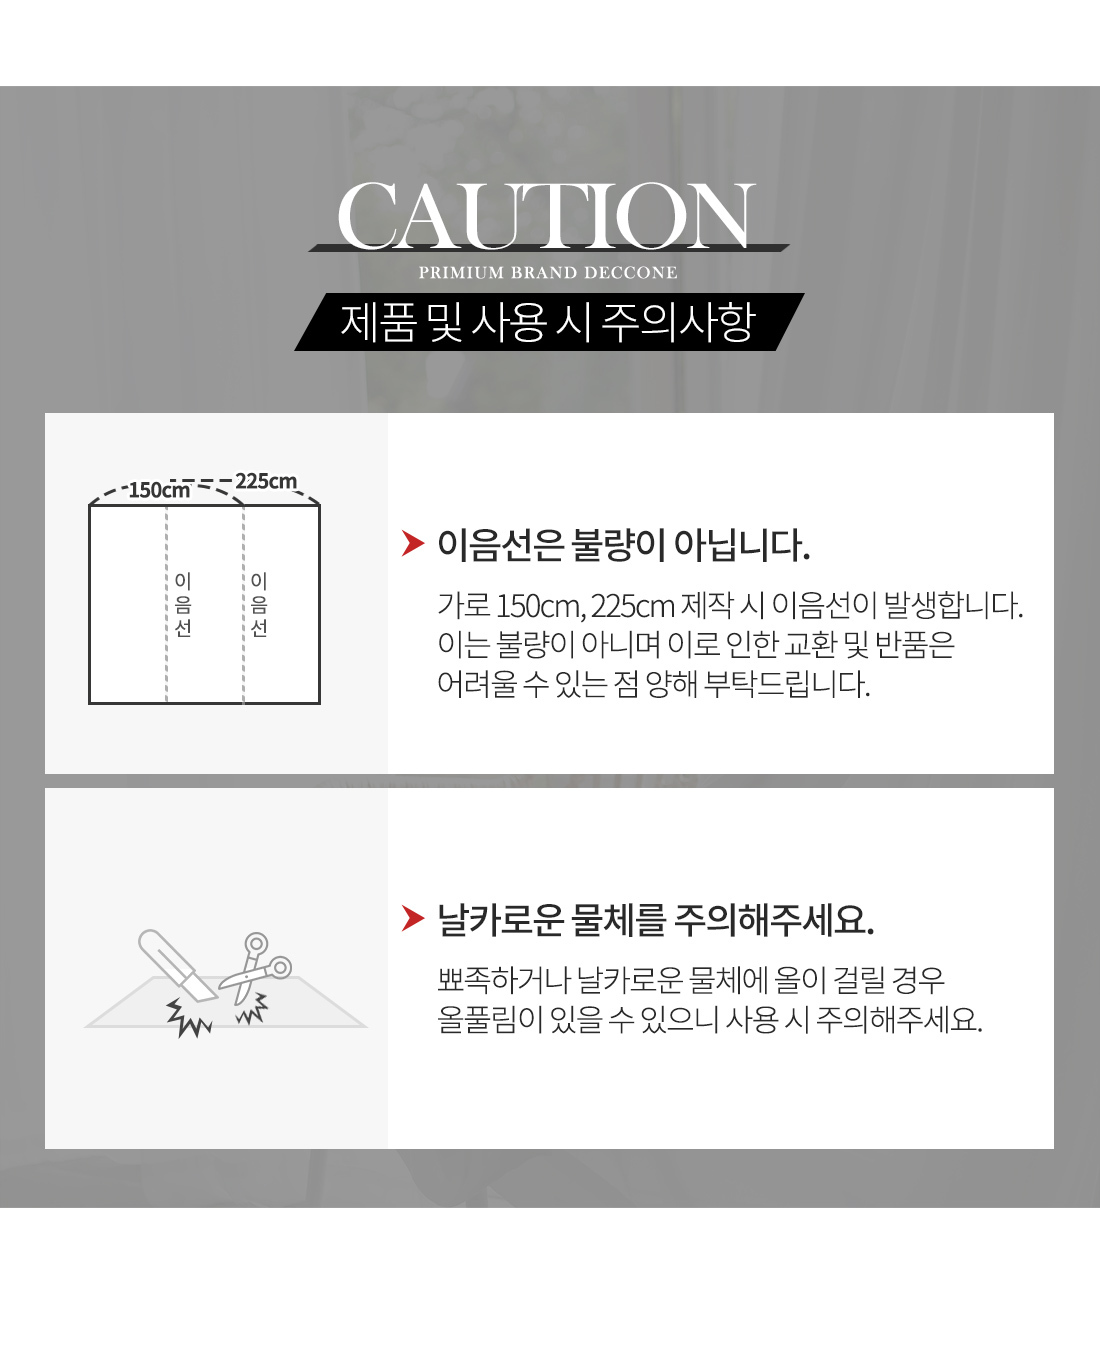 CAUTION
PRIMIUM BRAND DECCONE
제품 및 사용 시 주의사항
150cm
225cm
이음선
이음선
이음선은 불량이 아닙니다.
가로 150cm, 225cm 제작 시 이음선이 발생합니다.
이는 불량이 아니며 이로 인한 교환 및 반품은
어려울 수 있는 점 양해 부탁드립니다.
날카로운 물체를 주의해주세요.
뾰족하거나 날카로운 물체에 올이 걸릴 경우
올풀림이 있을 수 있으니 사용 시 주의해주세요.